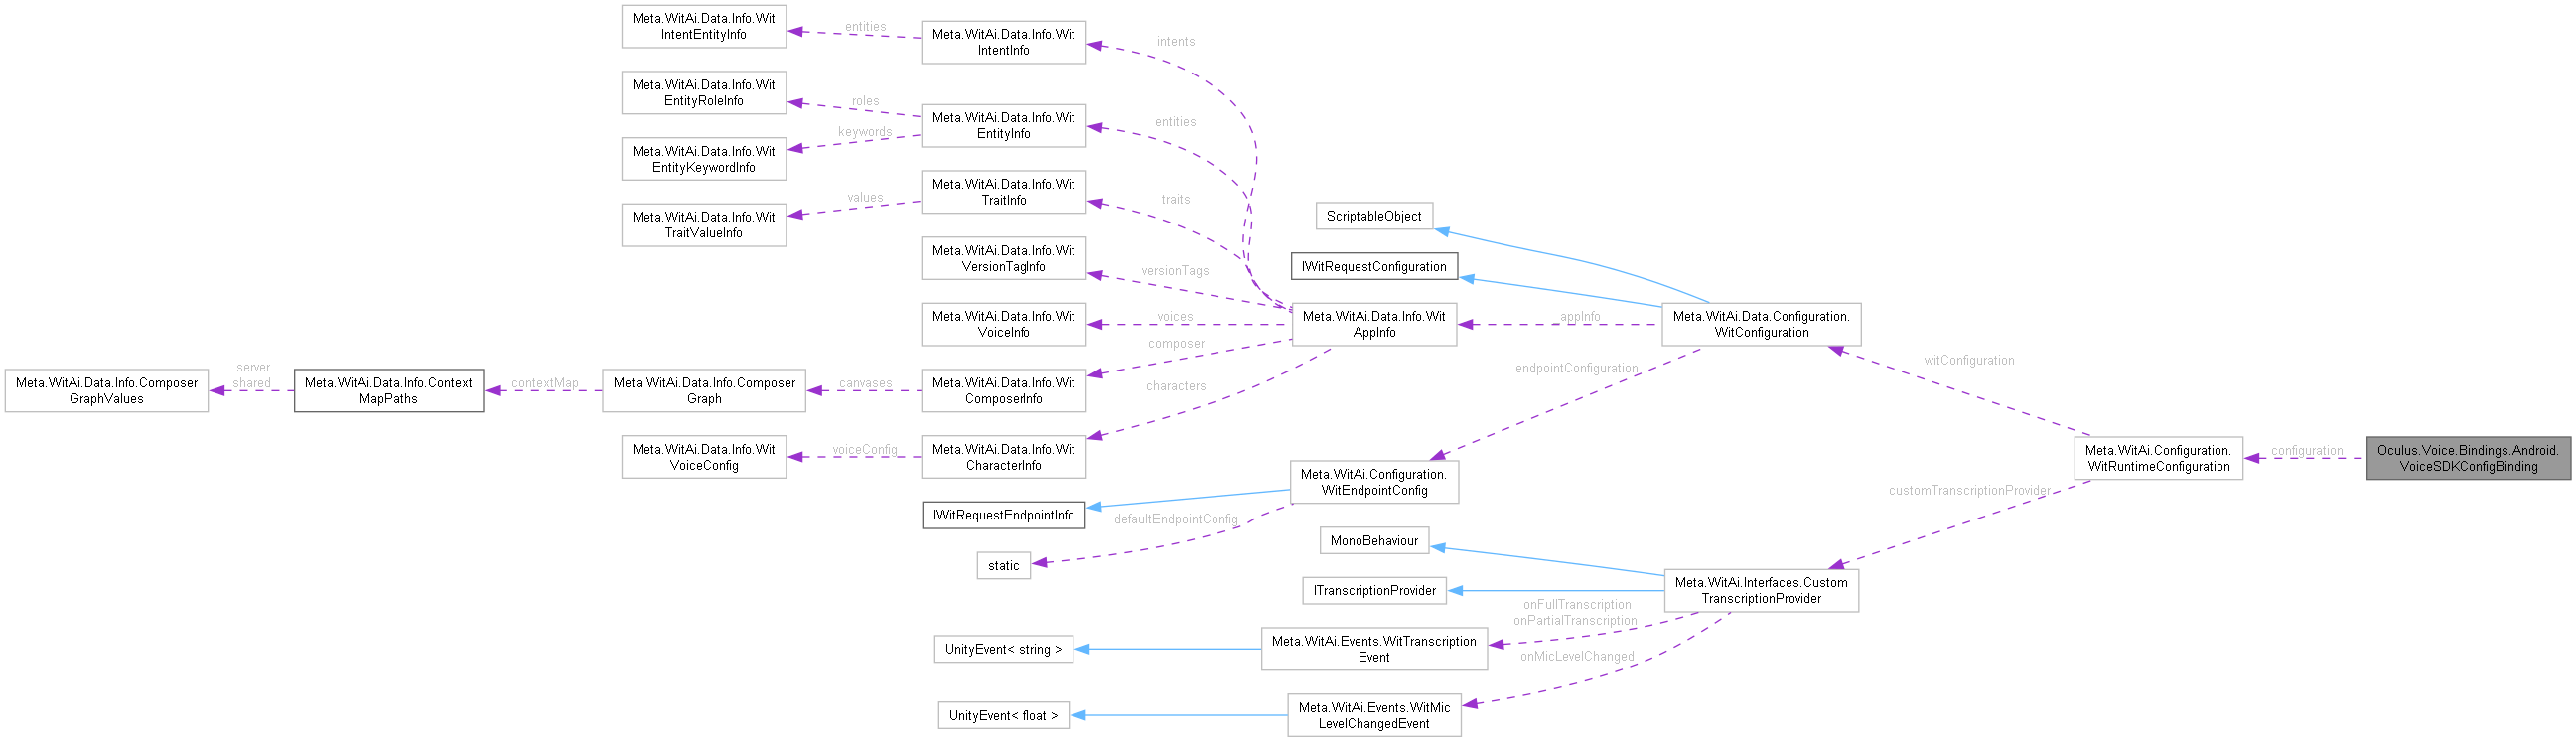 Meta.WitAi.Data.Info.Wit
IntentEntityInfo
entities
Meta.WitAi.Data.Info.Wit
IntentInfo
intents
Meta.WitAi.Data.Info.Wit
EntityRoleInfo
roles
Meta.WitAi.Data.Info.Wit
EntityInfo
entities
keywords
Meta.WitAi.Data.Info.Wit
EntityKeywordInfo
Meta.WitAi.Data.Info.Wit
TraitInfo
traits
values
Meta.WitAi.Data.Info.Wit
TraitValueInfo
ScriptableObject
Meta.WitAi.Data.Info.Wit
VersionTagInfo
versionTags
IWitRequestConfiguration
Meta.WitAi.Data.Info.Wit
VoiceInfo
voices
Meta.WitAi.Data.Info.Wit
AppInfo
_appInfo
Meta.WitAi.Data.Configuration.
WitConfiguration
composer
witConfiguration
endpointConfiguration
server
shared
Meta.WitAi.Data.Info.Composer
GraphValues
Meta.WitAi.Data.Info.Context
MapPaths
contextMap
Meta.WitAi.Data.Info.Composer
Graph
canvases
Meta.WitAi.Data.Info.Wit
ComposerInfo
characters
Meta.WitAi.Data.Info.Wit
VoiceConfig
voiceConfig
Meta.WitAi.Data.Info.Wit
CharacterInfo
Meta.WitAi.Configuration.
WitRuntimeConfiguration
configuration
Oculus.Voice.Bindings.Android.
VoiceSDKConfigBinding
Meta.WitAi.Configuration.
WitEndpointConfig
customTranscriptionProvider
IWitRequestEndpointInfo
defaultEndpointConfig
static
MonoBehaviour
ITranscriptionProvider
Meta.WitAi.Interfaces.Custom
TranscriptionProvider
onFullTranscription
onPartialTranscription
UnityEvent< string >
Meta.WitAi.Events.WitTranscription
Event
onMicLevelChanged
UnityEvent< float >
Meta.WitAi.Events.WitMic
LevelChangedEvent